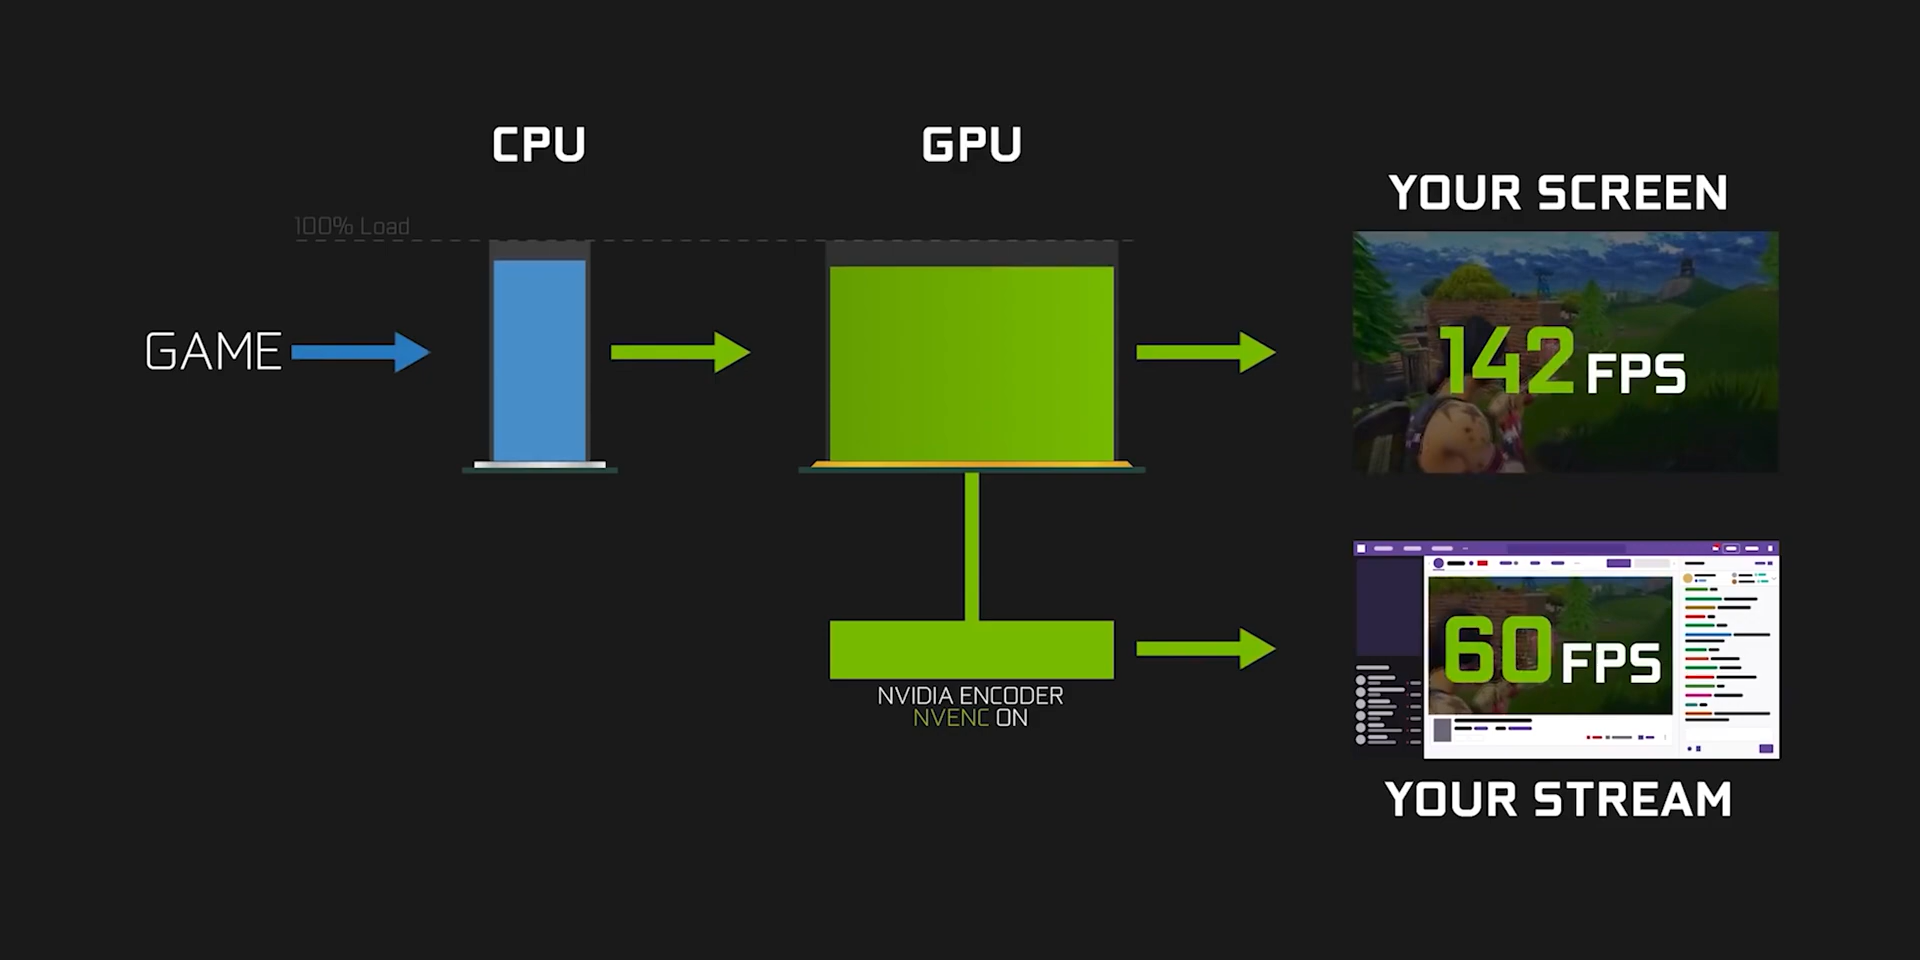 CPU
GPU
YOUR SCREEN
100% Load
GAME
142 FPS
60 FPS
NVIDIA ENCODER
NVENC ON
YOUR STREAM